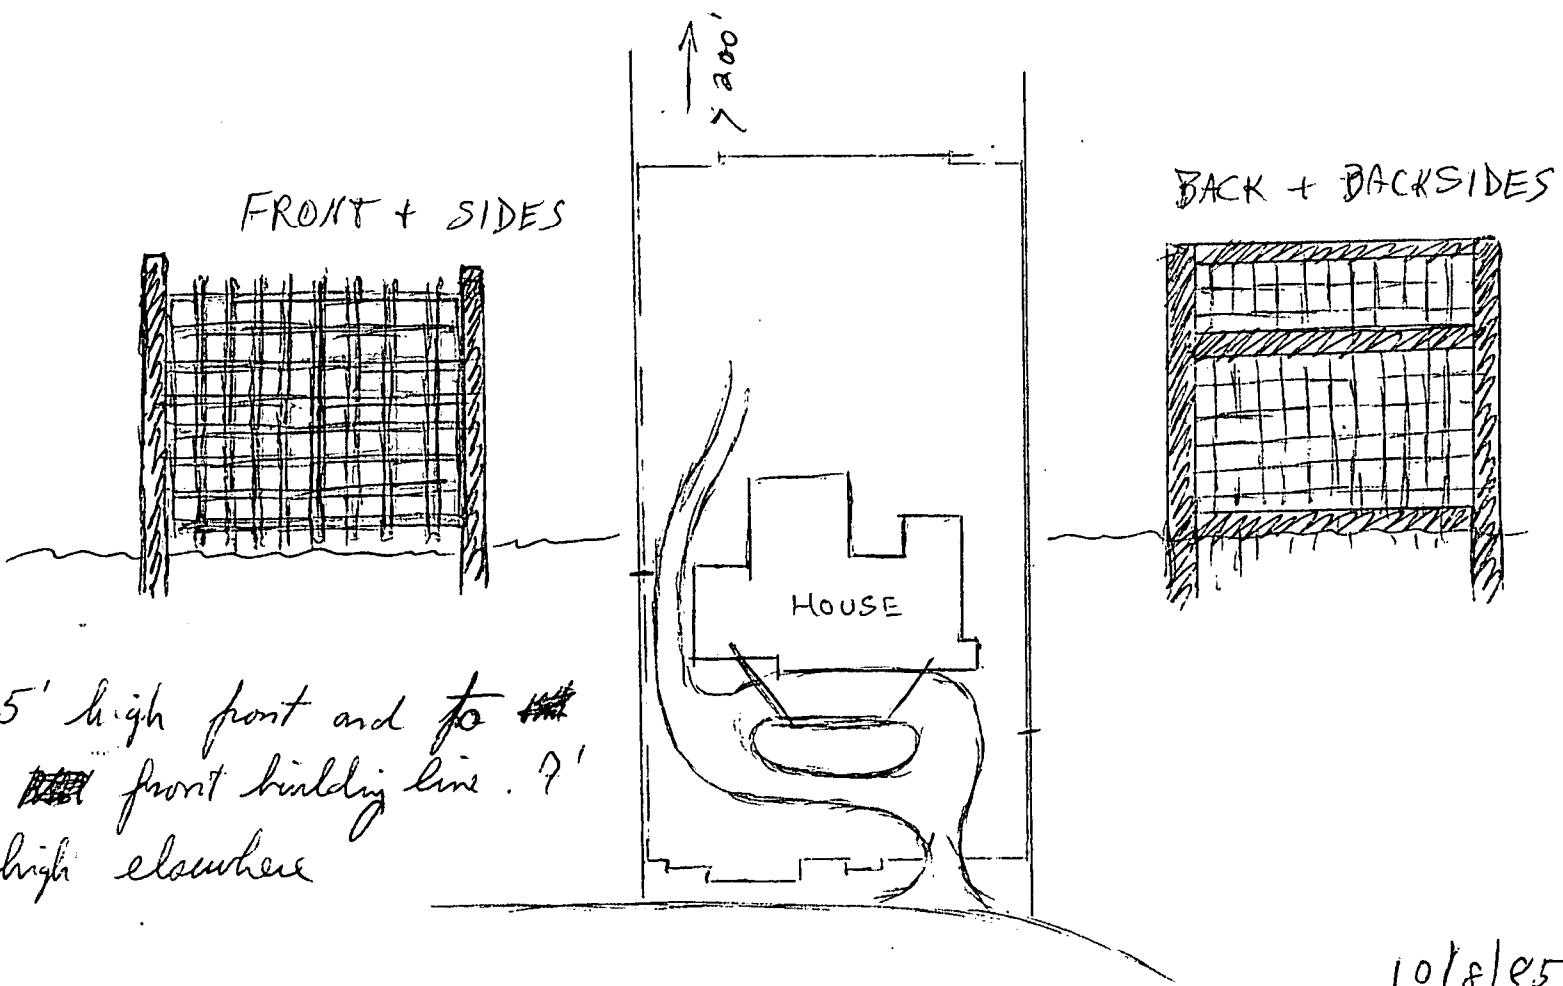 > 200'
FRONT + SIDES
BACK + BACKSIDES
HOUSE
5' high front and to
front building line. 7'
high elsewhere
10/8/85